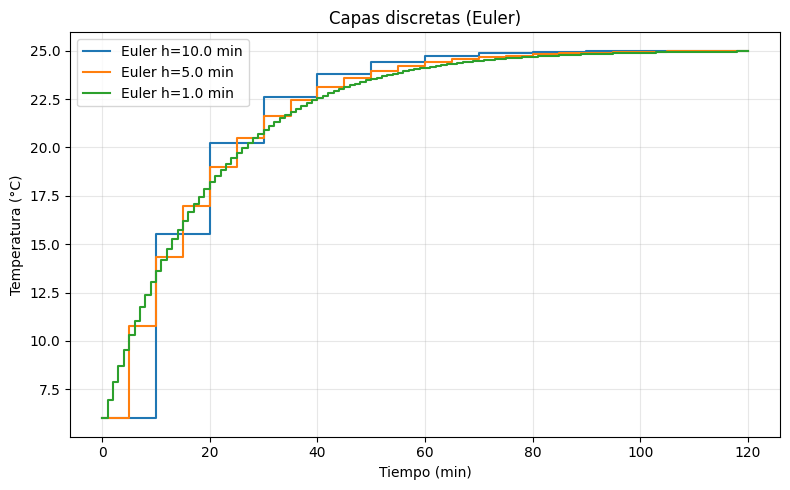 Capas discretas (Euler)
Euler h=10.0 min
Euler h=5.0 min
Euler h=1.0 min
25.0
22.5
20.0
17.5
15.0
12.5
10.0
7.5
Temperatura (°C)
0 20 40 60 80 100 120
Tiempo (min)